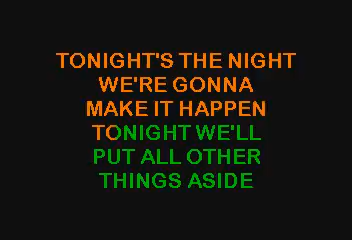 TONIGHT'S THE NIGHT
WE'RE GONNA
MAKE IT HAPPEN
TONIGHT WE'LL
PUT ALL OTHER
THINGS ASIDE